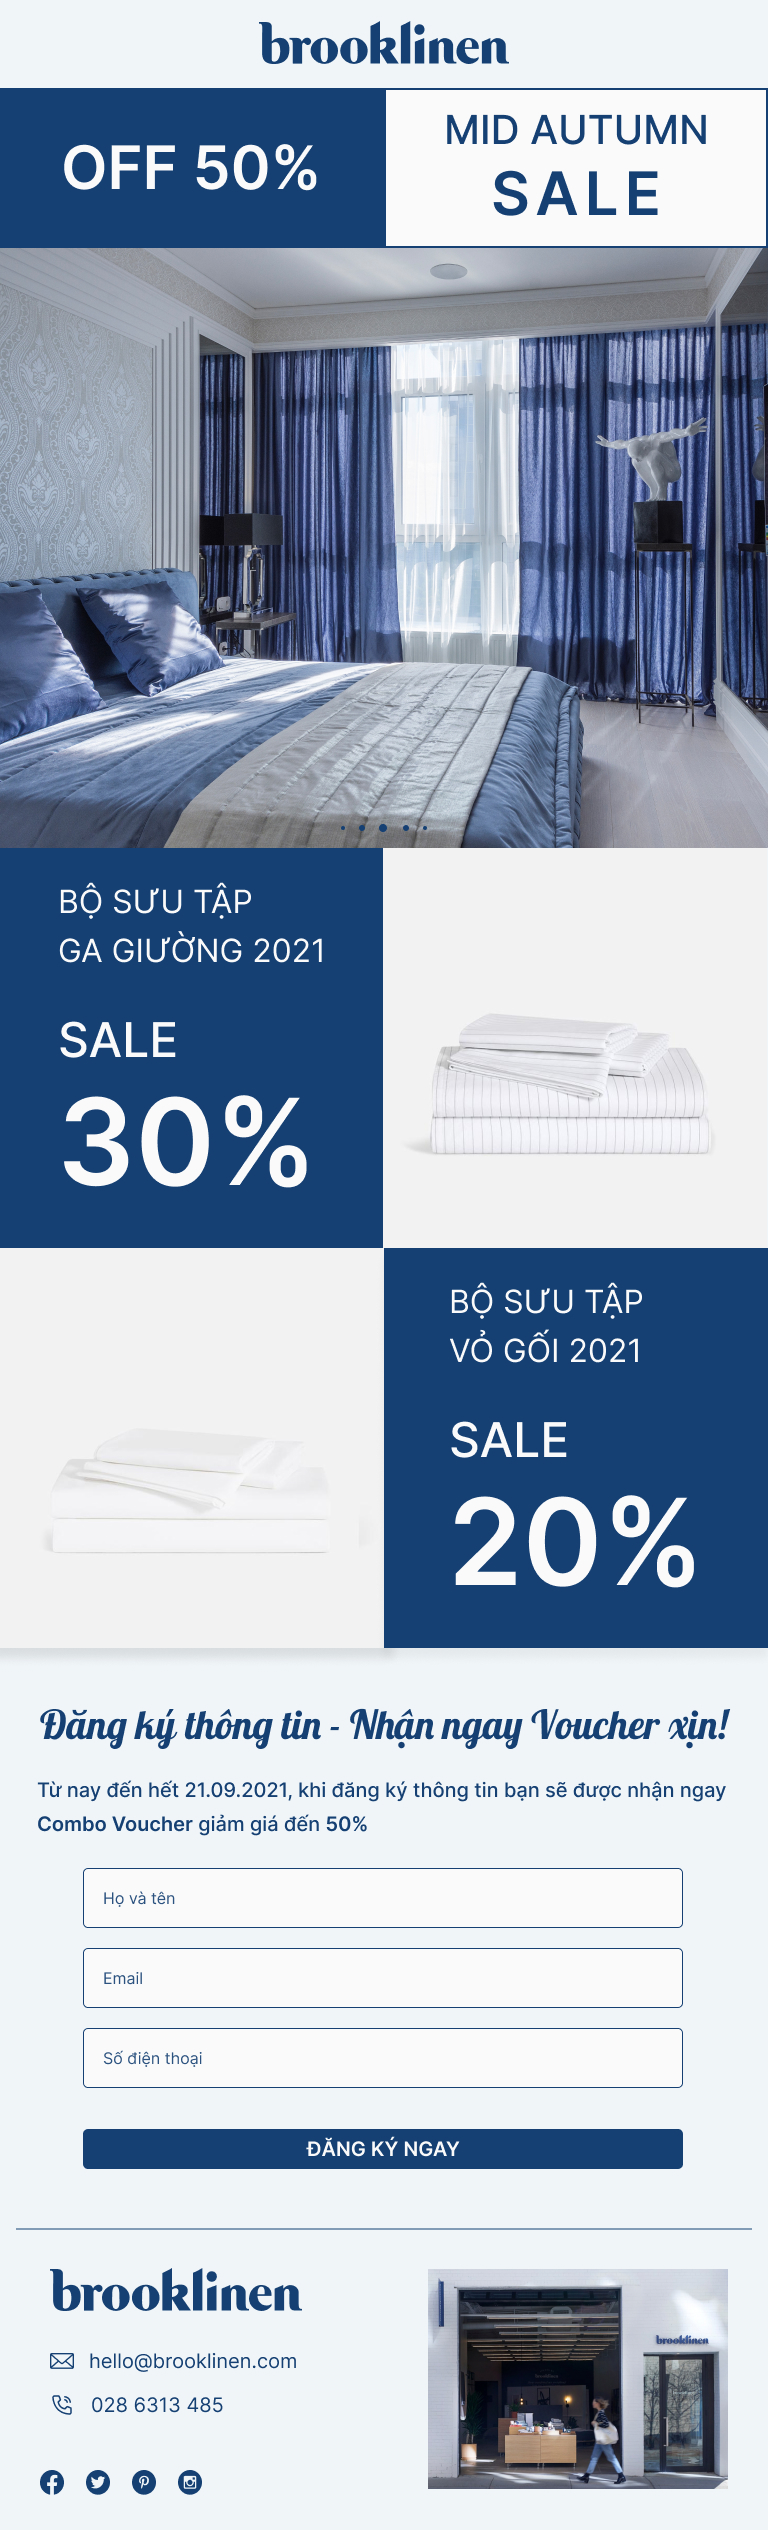 brooklinen
OFF 50%
MID AUTUMN
SALE
BỘ SƯU TẬP
GA GIƯỜNG 2021
SALE
30%
BỘ SƯU TẬP
VỎ GỐI 2021
SALE
20%
Đăng ký thông tin - Nhận ngay Voucher xịn!
Từ nay đến hết 21.09.2021, khi đăng ký thông tin bạn sẽ được nhận ngay
Combo Voucher giảm giá đến 50%
Họ và tên
Email
Số điện thoại
ĐĂNG KÝ NGAY
brooklinen
hello@brooklinen.com
028 6313 485
brooklinen